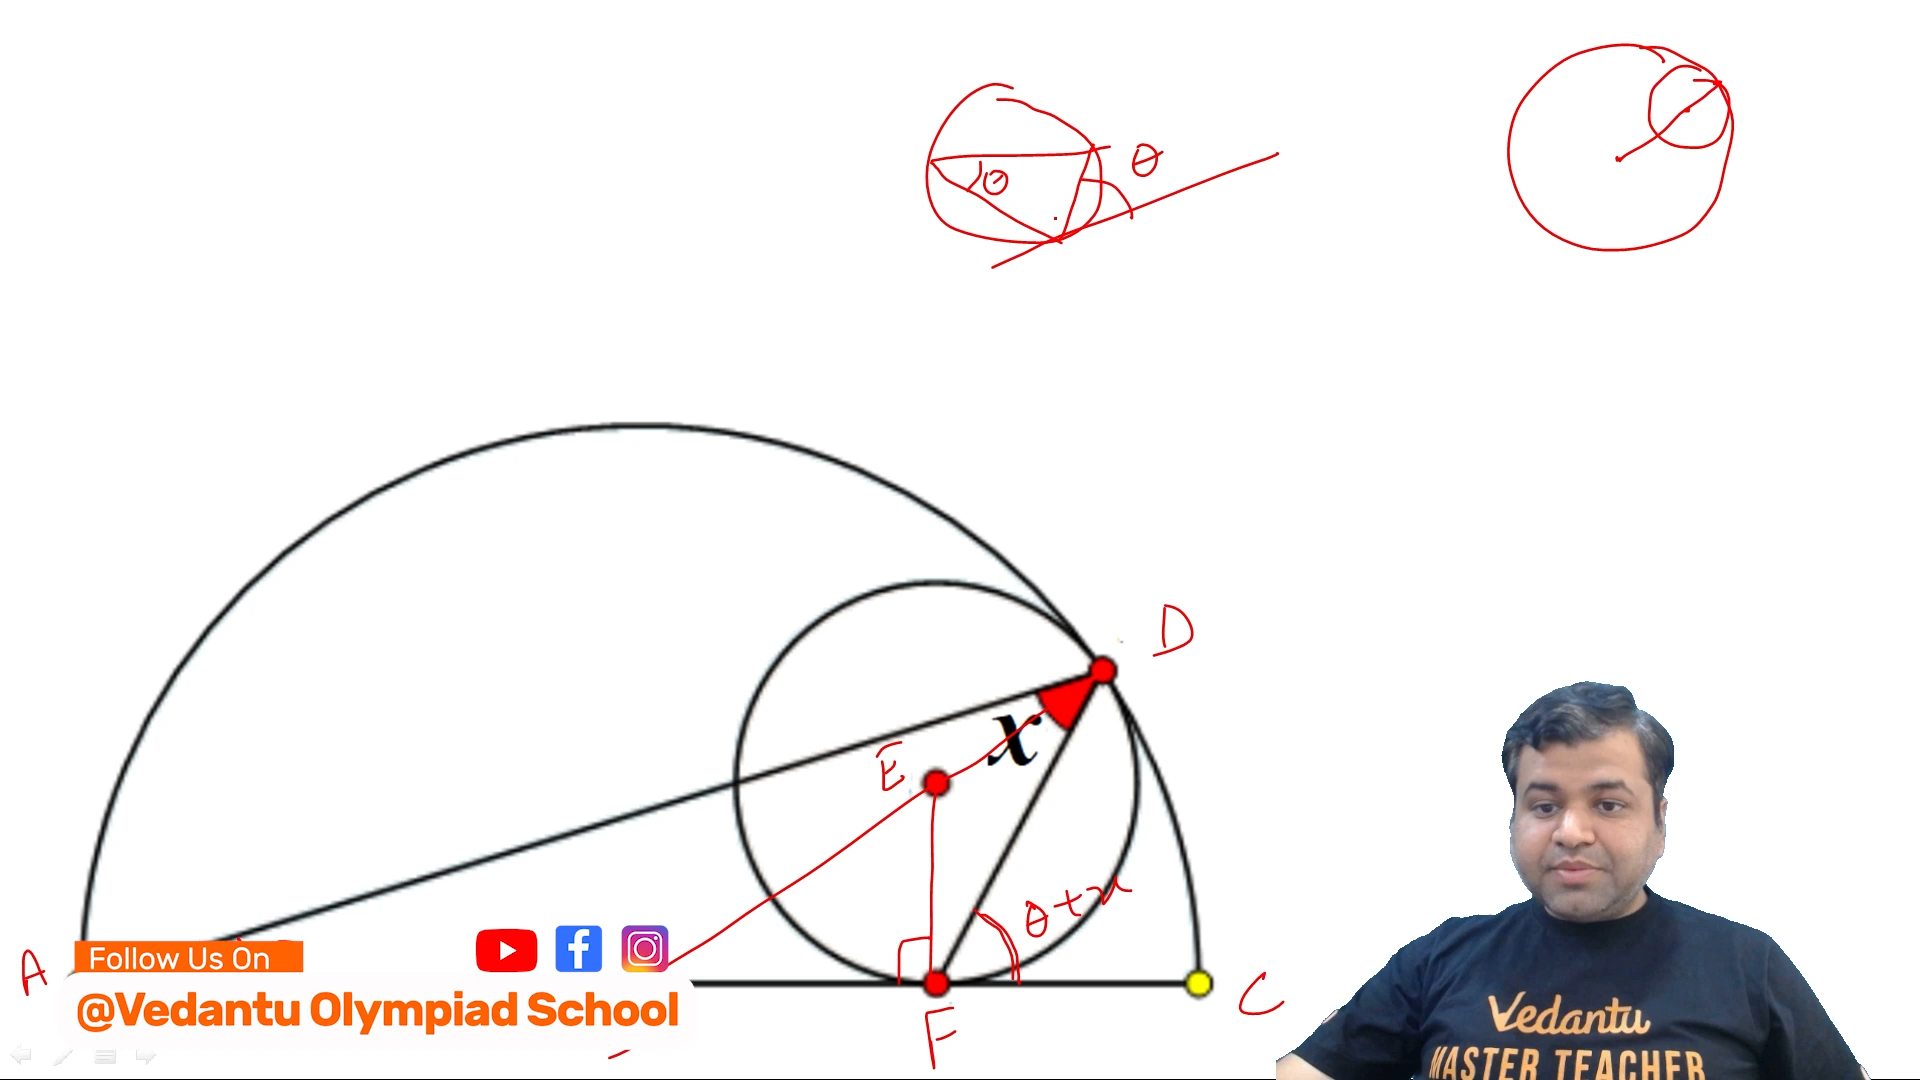 θ
θ
D
x
E
θ+x
A
C
F
Follow Us On
@Vedantu Olympiad School
Vedantu
MASTER TEACHER